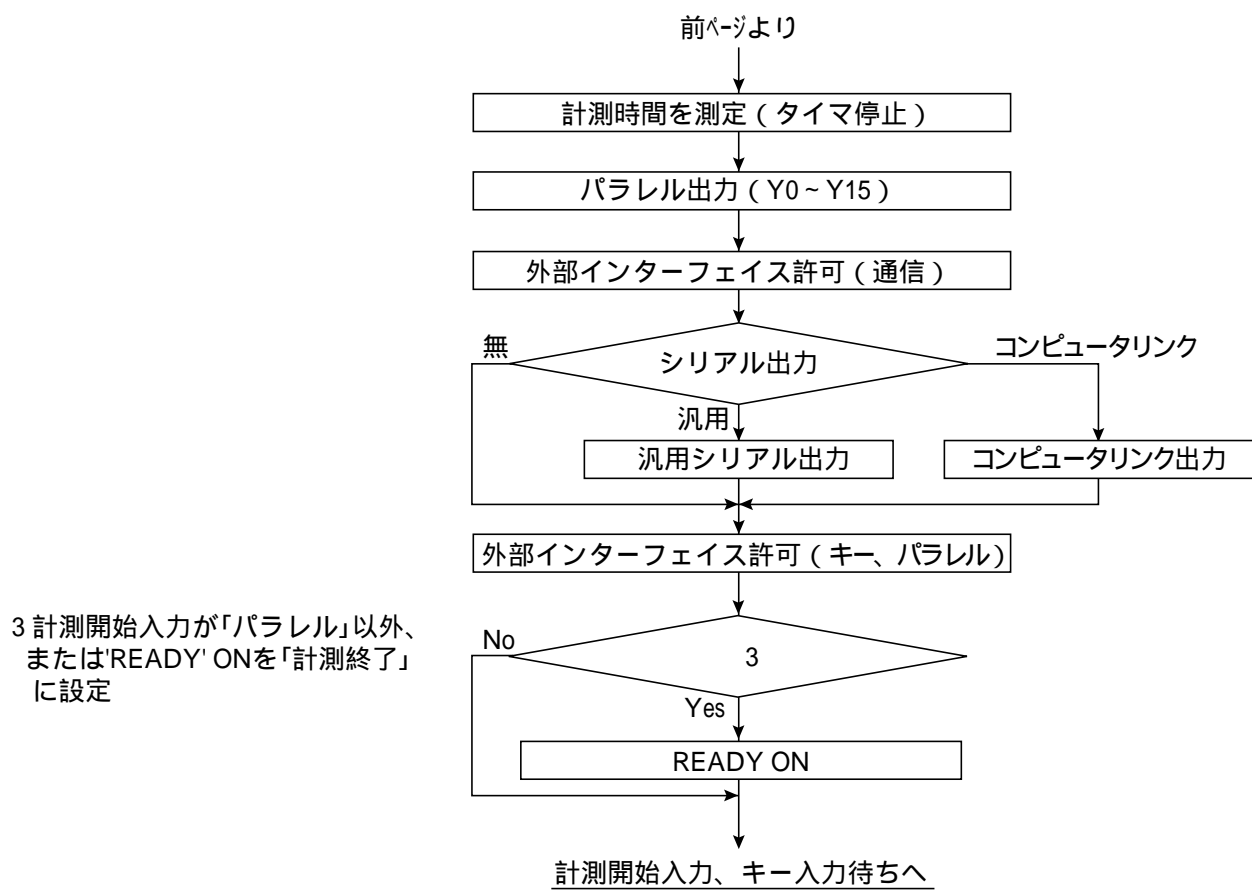 前ページより
計測時間を測定（タイマ停止）
パラレル出力（Y0～Y15）
外部インターフェイス許可（通信）
無
シリアル出力
コンピュータリンク
汎用
汎用シリアル出力
コンピュータリンク出力
外部インターフェイス許可（キー、パラレル）
3 計測開始入力が「パラレル」以外、
または'READY' ONを「計測終了」
に設定
No
3
Yes
READY ON
計測開始入力、キー入力待ちへ